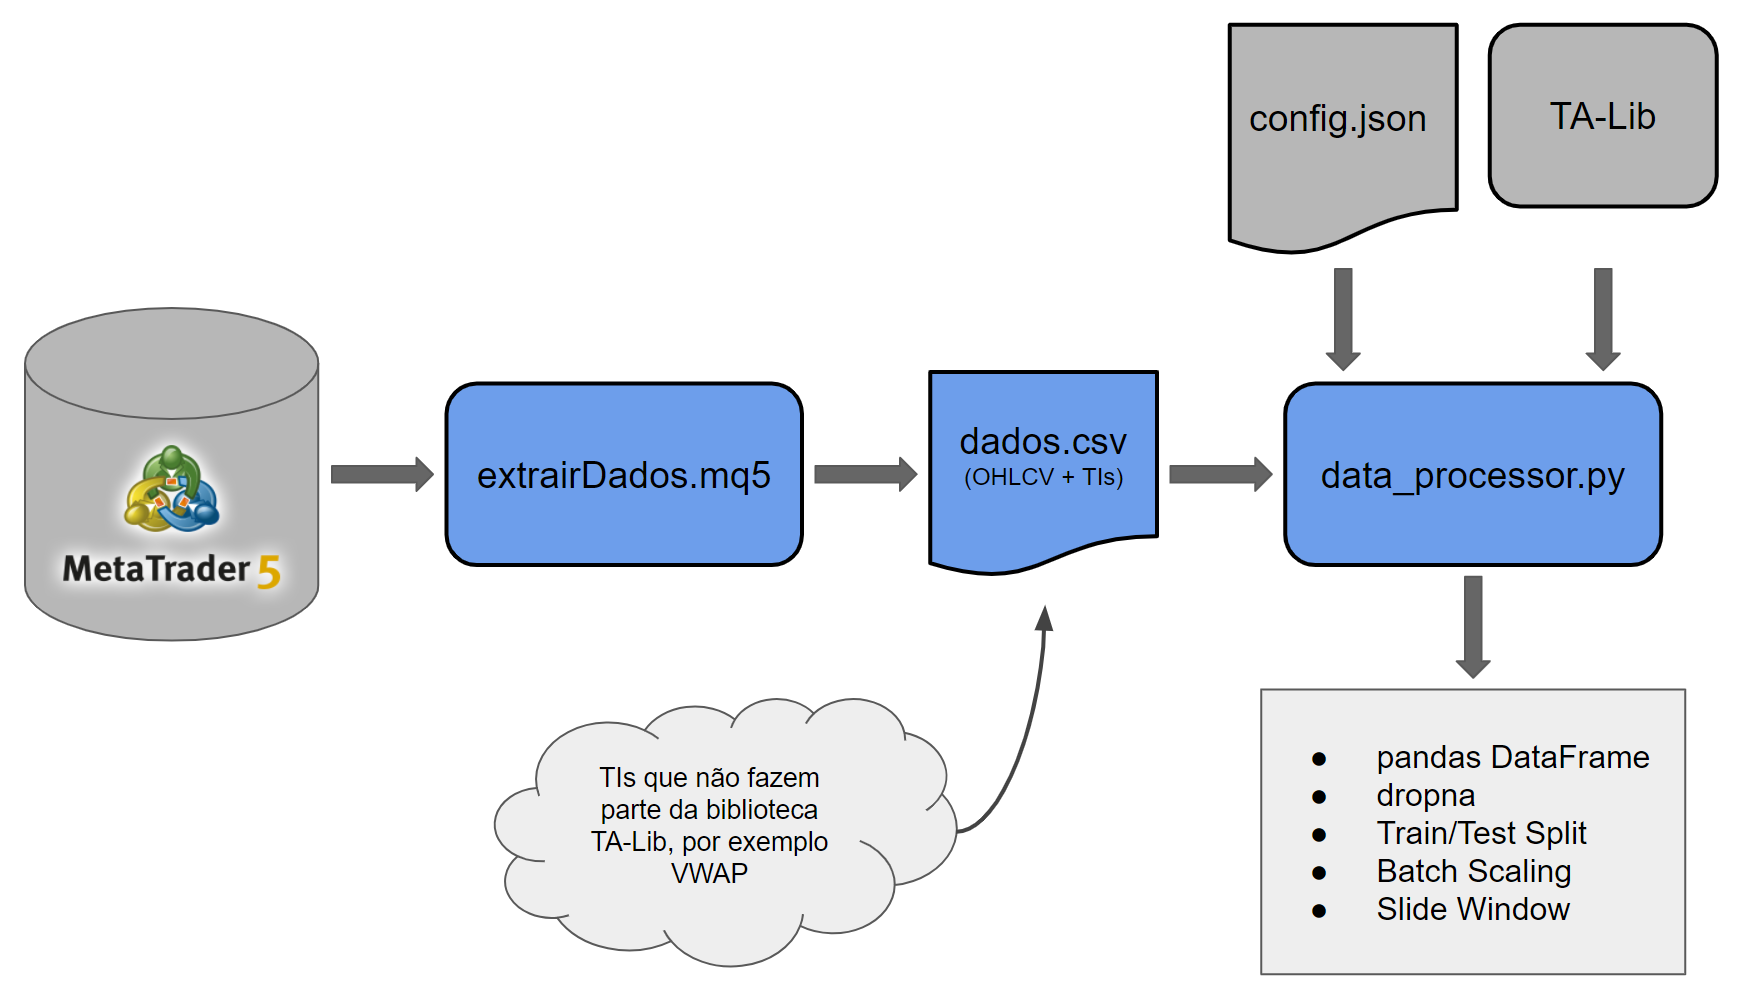 config.json
TA-Lib
MetaTrader 5
extrairDados.mq5
dados.csv
(OHLCV + TIs)
data_processor.py
TIs que não fazem
parte da biblioteca
TA-Lib, por exemplo
VWAP
● pandas DataFrame
● dropna
● Train/Test Split
● Batch Scaling
● Slide Window